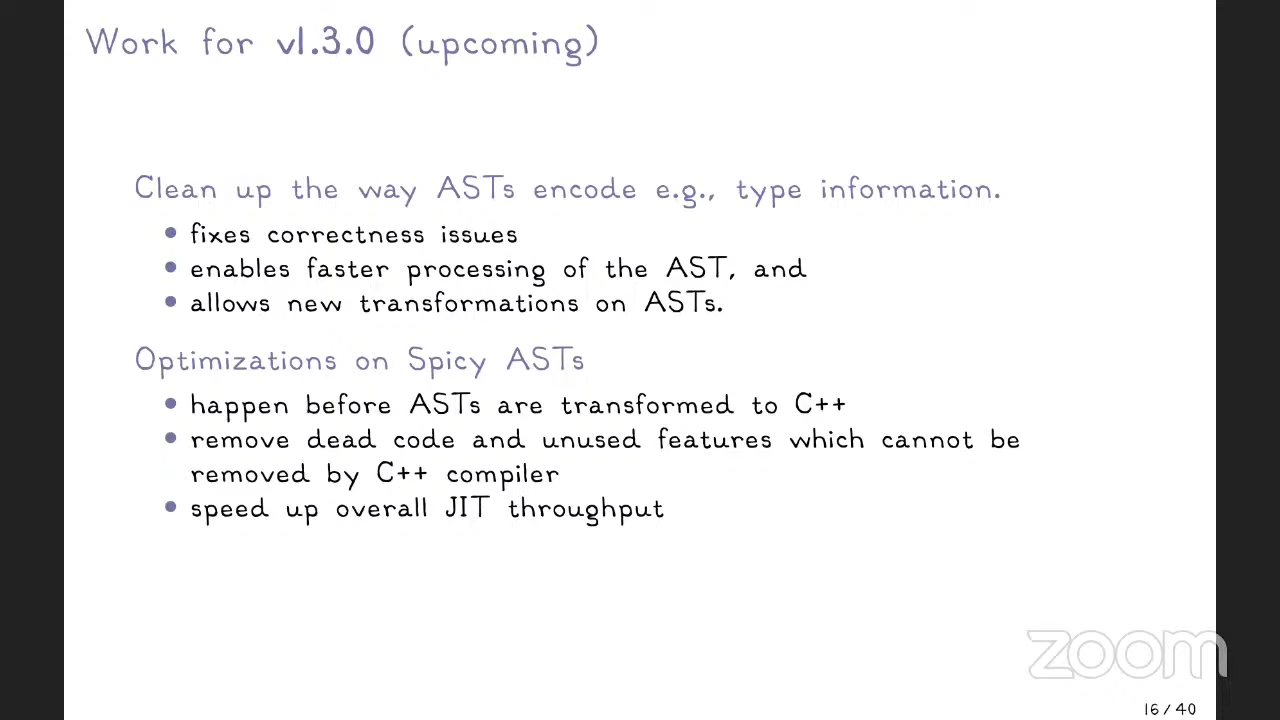 Work for v1.3.0 (upcoming)
Clean up the way ASTs encode e.g., type information.
• fixes correctness issues
• enables faster processing of the AST, and
• allows new transformations on ASTs.
Optimizations on Spicy ASTs
• happen before ASTs are transformed to C++
• remove dead code and unused features which cannot be
removed by C++ compiler
• speed up overall JIT throughput
zoom
16 / 40